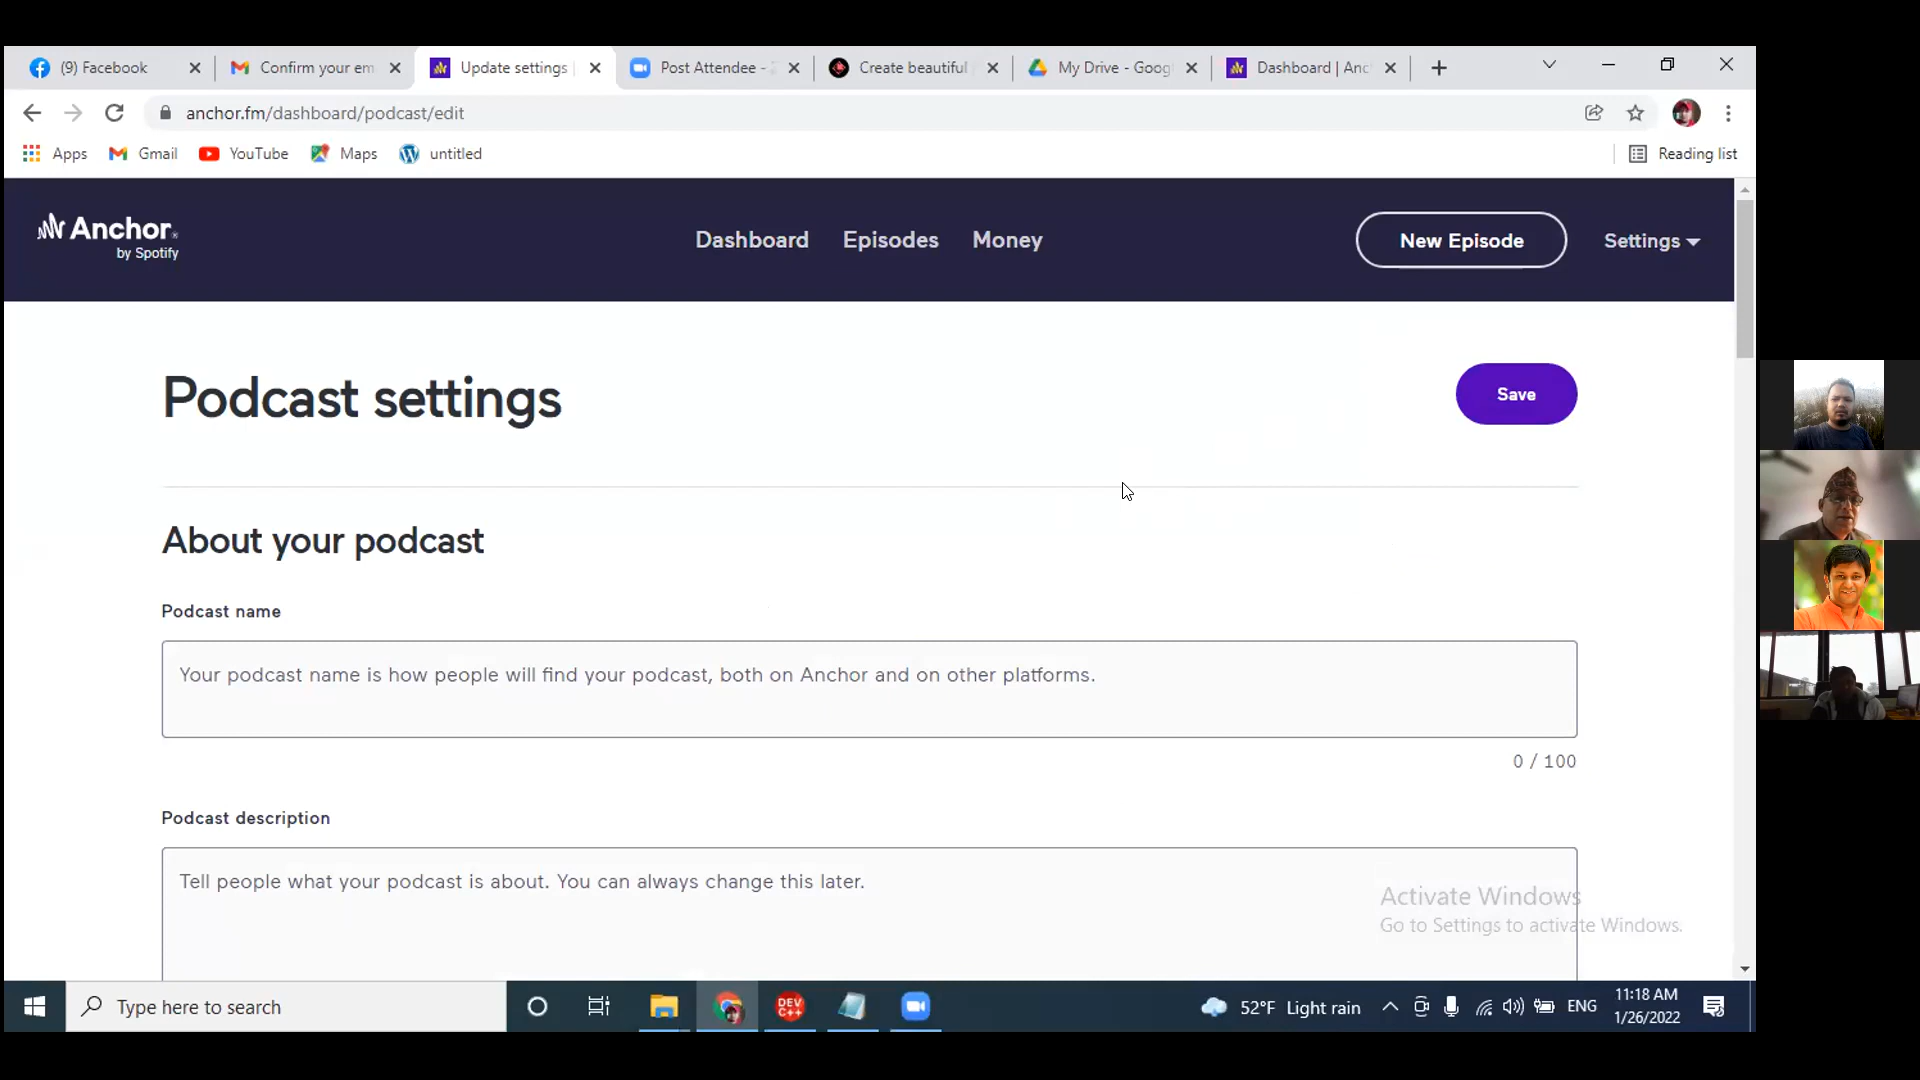 (9) Facebook
Confirm your em
Update settings
Post Attendee -
Create beautiful
My Drive - Goog
Dashboard | Anc
anchor.fm/dashboard/podcast/edit
Apps
Gmail
YouTube
Maps
untitled
Reading list
Anchor
by Spotify
Dashboard
Episodes
Money
New Episode
Settings
Podcast settings
Save
About your podcast
Podcast name
Your podcast name is how people will find your podcast, both on Anchor and on other platforms.
0 / 100
Podcast description
Tell people what your podcast is about. You can always change this later.
Activate Windows
Go to Settings to activate Windows.
Type here to search
DEV
C++
52°F Light rain
ENG
11:18 AM
1/26/2022